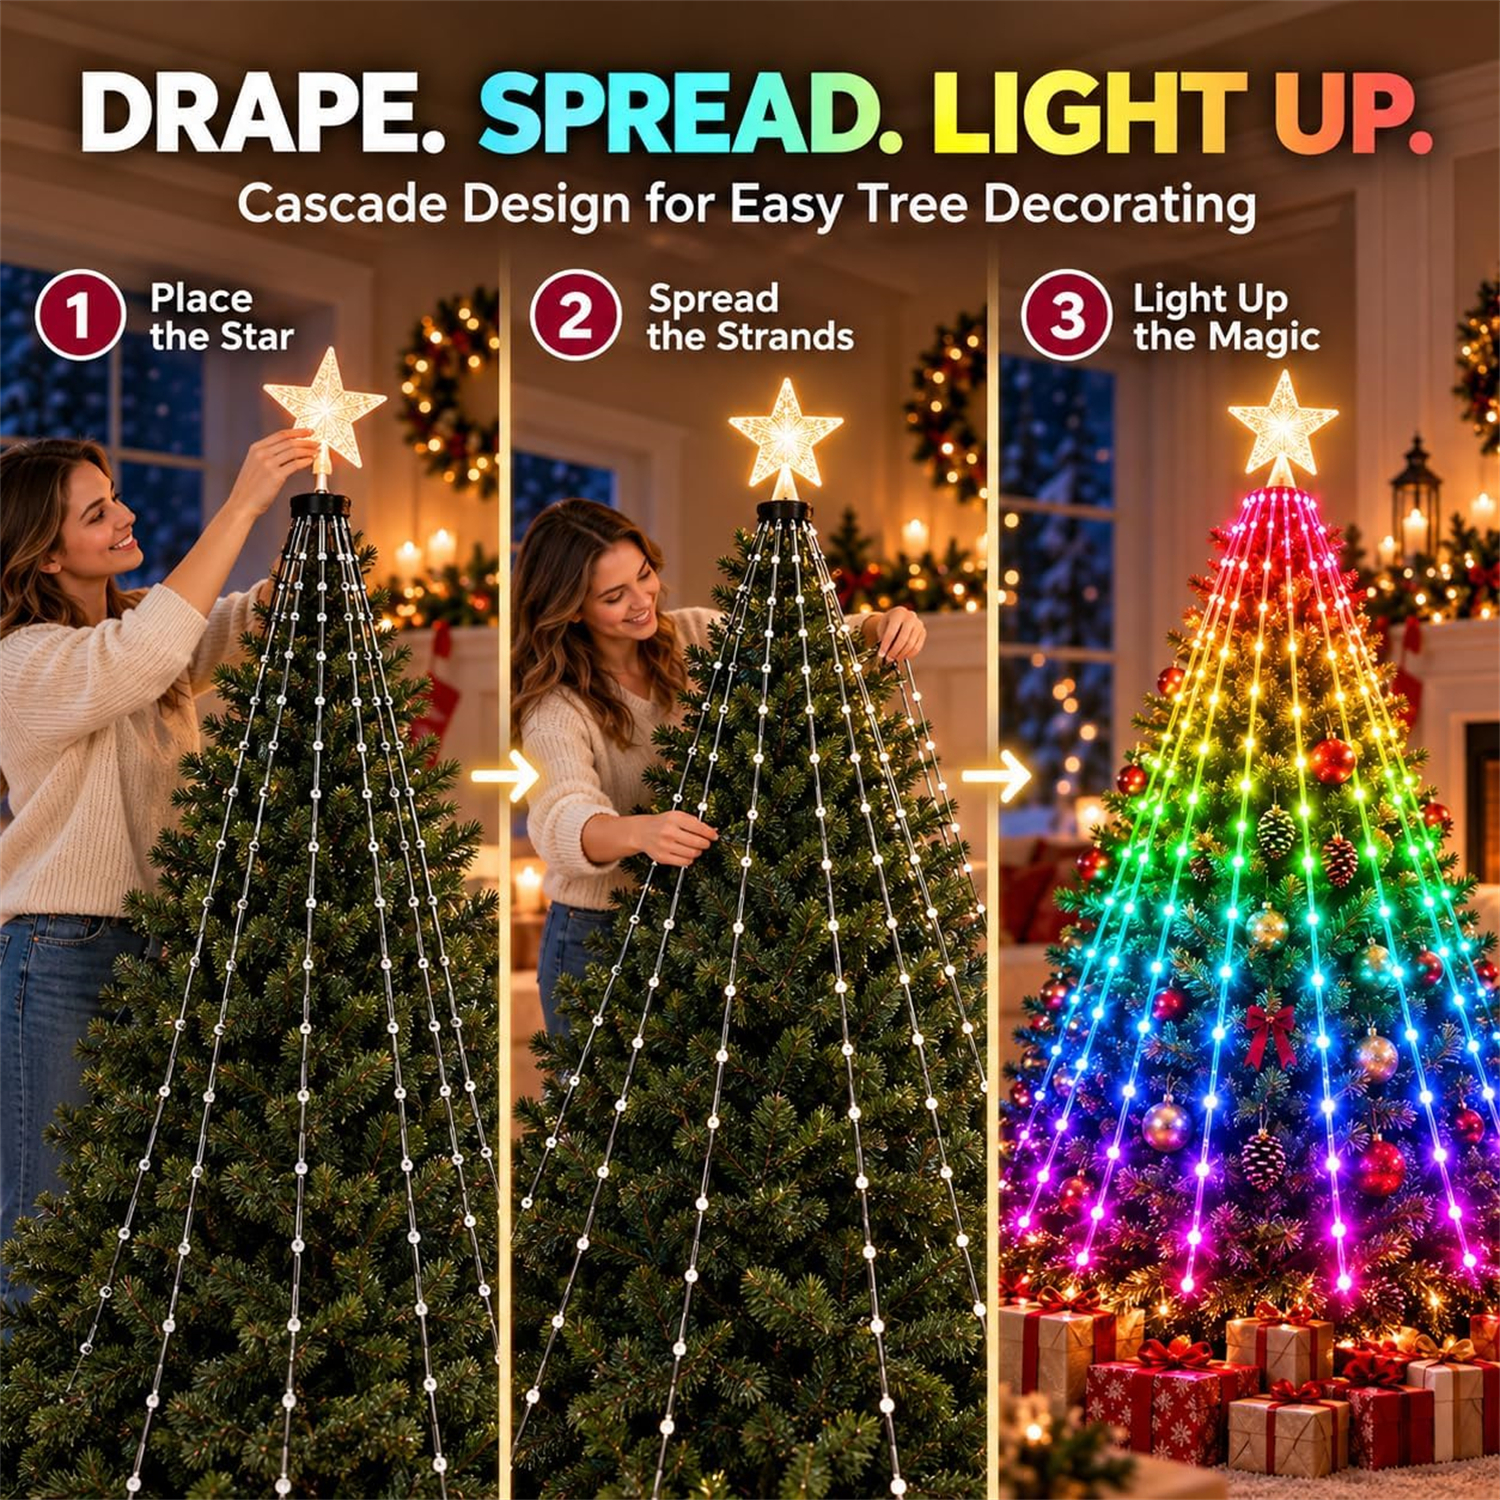 DRAPE. SPREAD. LIGHT UP.
Cascade Design for Easy Tree Decorating
1
Place
the Star
2
Spread
the Strands
3
Light Up
the Magic